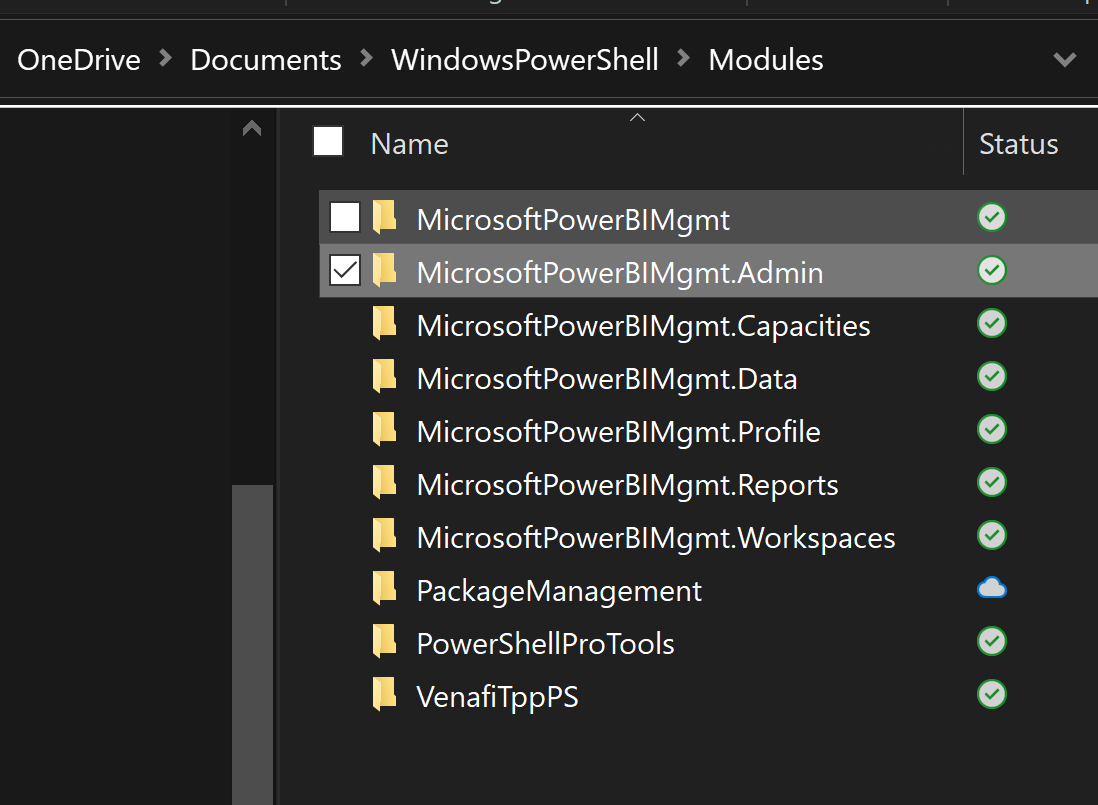 OneDrive > Documents > WindowsPowerShell > Modules
Name Status
MicrosoftPowerBIMgmt
MicrosoftPowerBIMgmt.Admin
MicrosoftPowerBIMgmt.Capacities
MicrosoftPowerBIMgmt.Data
MicrosoftPowerBIMgmt.Profile
MicrosoftPowerBIMgmt.Reports
MicrosoftPowerBIMgmt.Workspaces
PackageManagement
PowerShellProTools
VenafiTppPS